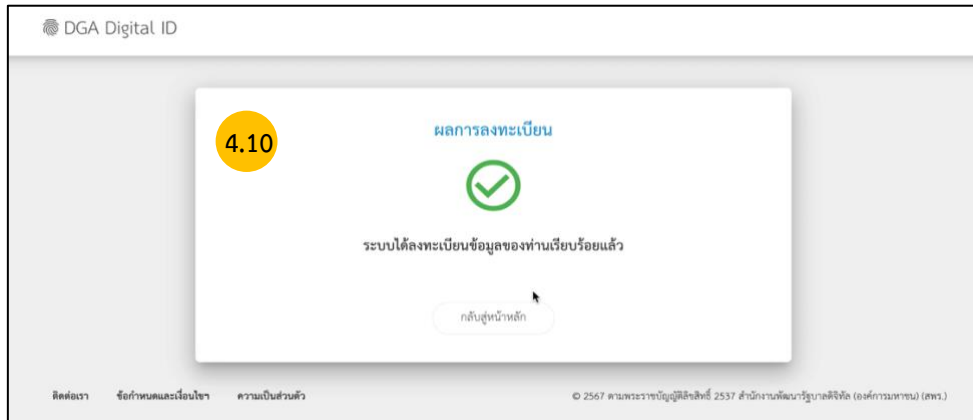 DGA Digital ID
4.10
ผลการลงทะเบียน
ระบบได้ลงทะเบียนข้อมูลของท่านเรียบร้อยแล้ว
กลับสู่หน้าหลัก
ติดต่อเรา ข้อกำหนดและเงื่อนไขฯ ความเป็นส่วนตัว © 2567 ตามพระราชบัญญัติลิขสิทธิ์ 2537 สำนักงานพัฒนารัฐบาลดิจิทัล (องค์การมหาชน) (สพร.)